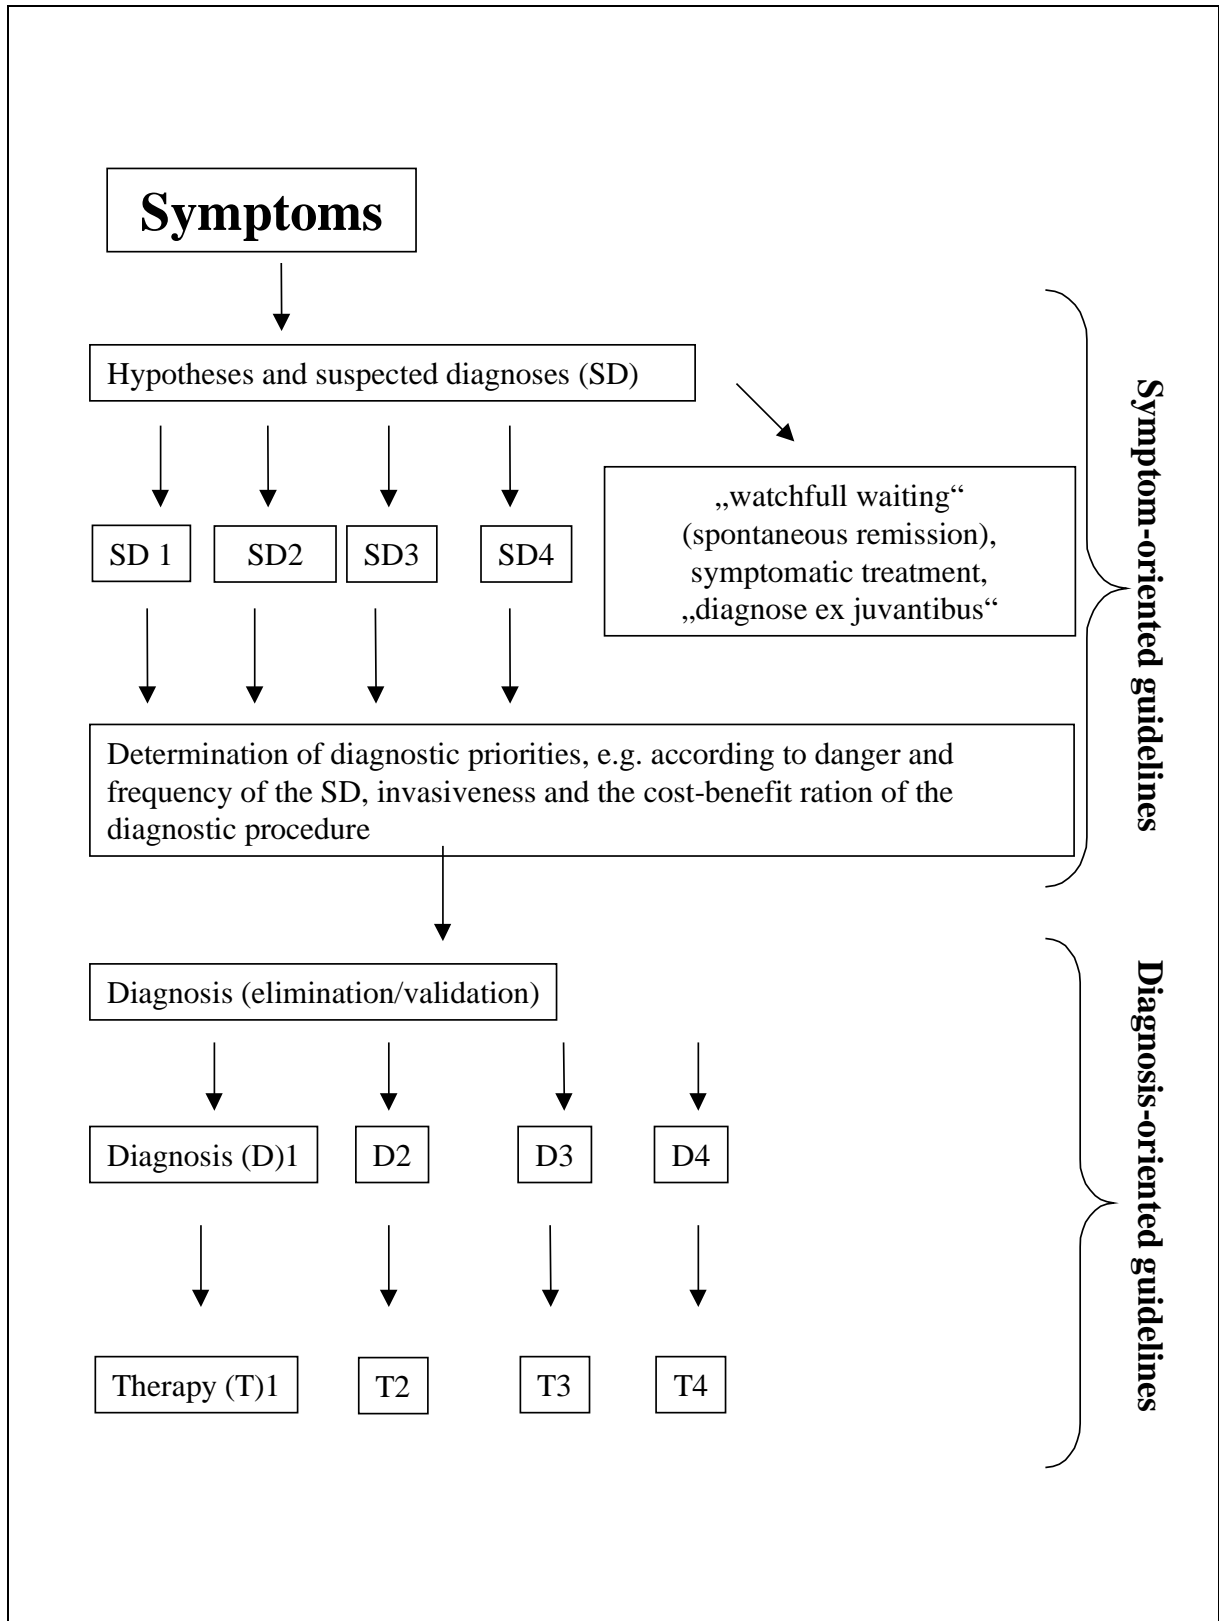 Symptoms
Hypotheses and suspected diagnoses (SD)
SD 1
SD2
SD3
SD4
„watchfull waiting“
(spontaneous remission),
symptomatic treatment,
„diagnose ex juvantibus“
Determination of diagnostic priorities, e.g. according to danger and
frequency of the SD, invasiveness and the cost-benefit ration of the
diagnostic procedure
Symptom-oriented guidelines
Diagnosis (elimination/validation)
Diagnosis (D)1
D2
D3
D4
Therapy (T)1
T2
T3
T4
Diagnosis-oriented guidelines